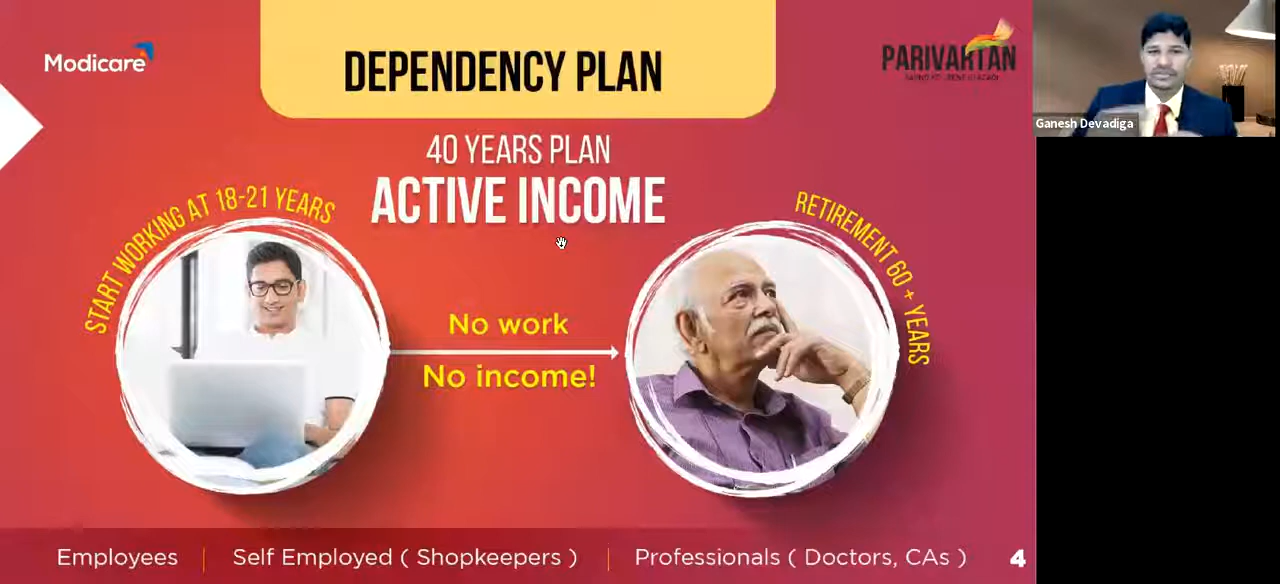 Modicare
DEPENDENCY PLAN
PARIVARTAN
Ganesh Devadiga
40 YEARS PLAN
ACTIVE INCOME
START WORKING AT 18-21 YEARS
RETIREMENT 60 + YEARS
No work
No income!
Employees | Self Employed ( Shopkeepers ) | Professionals ( Doctors, CAs ) 4